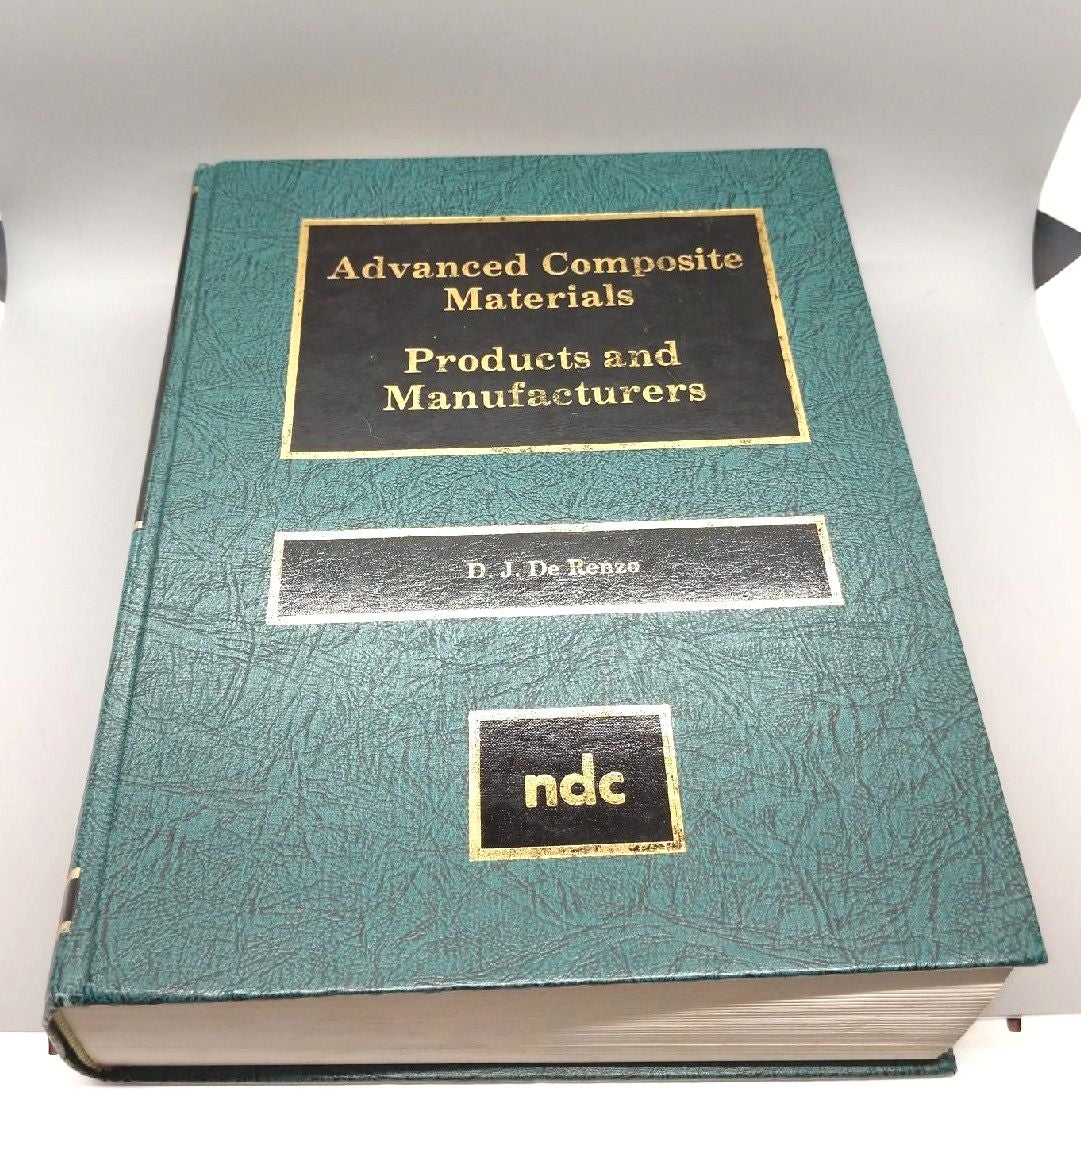 Advanced Composite
Materials
Products and
Manufacturers
D. J. De Renzo
ndc